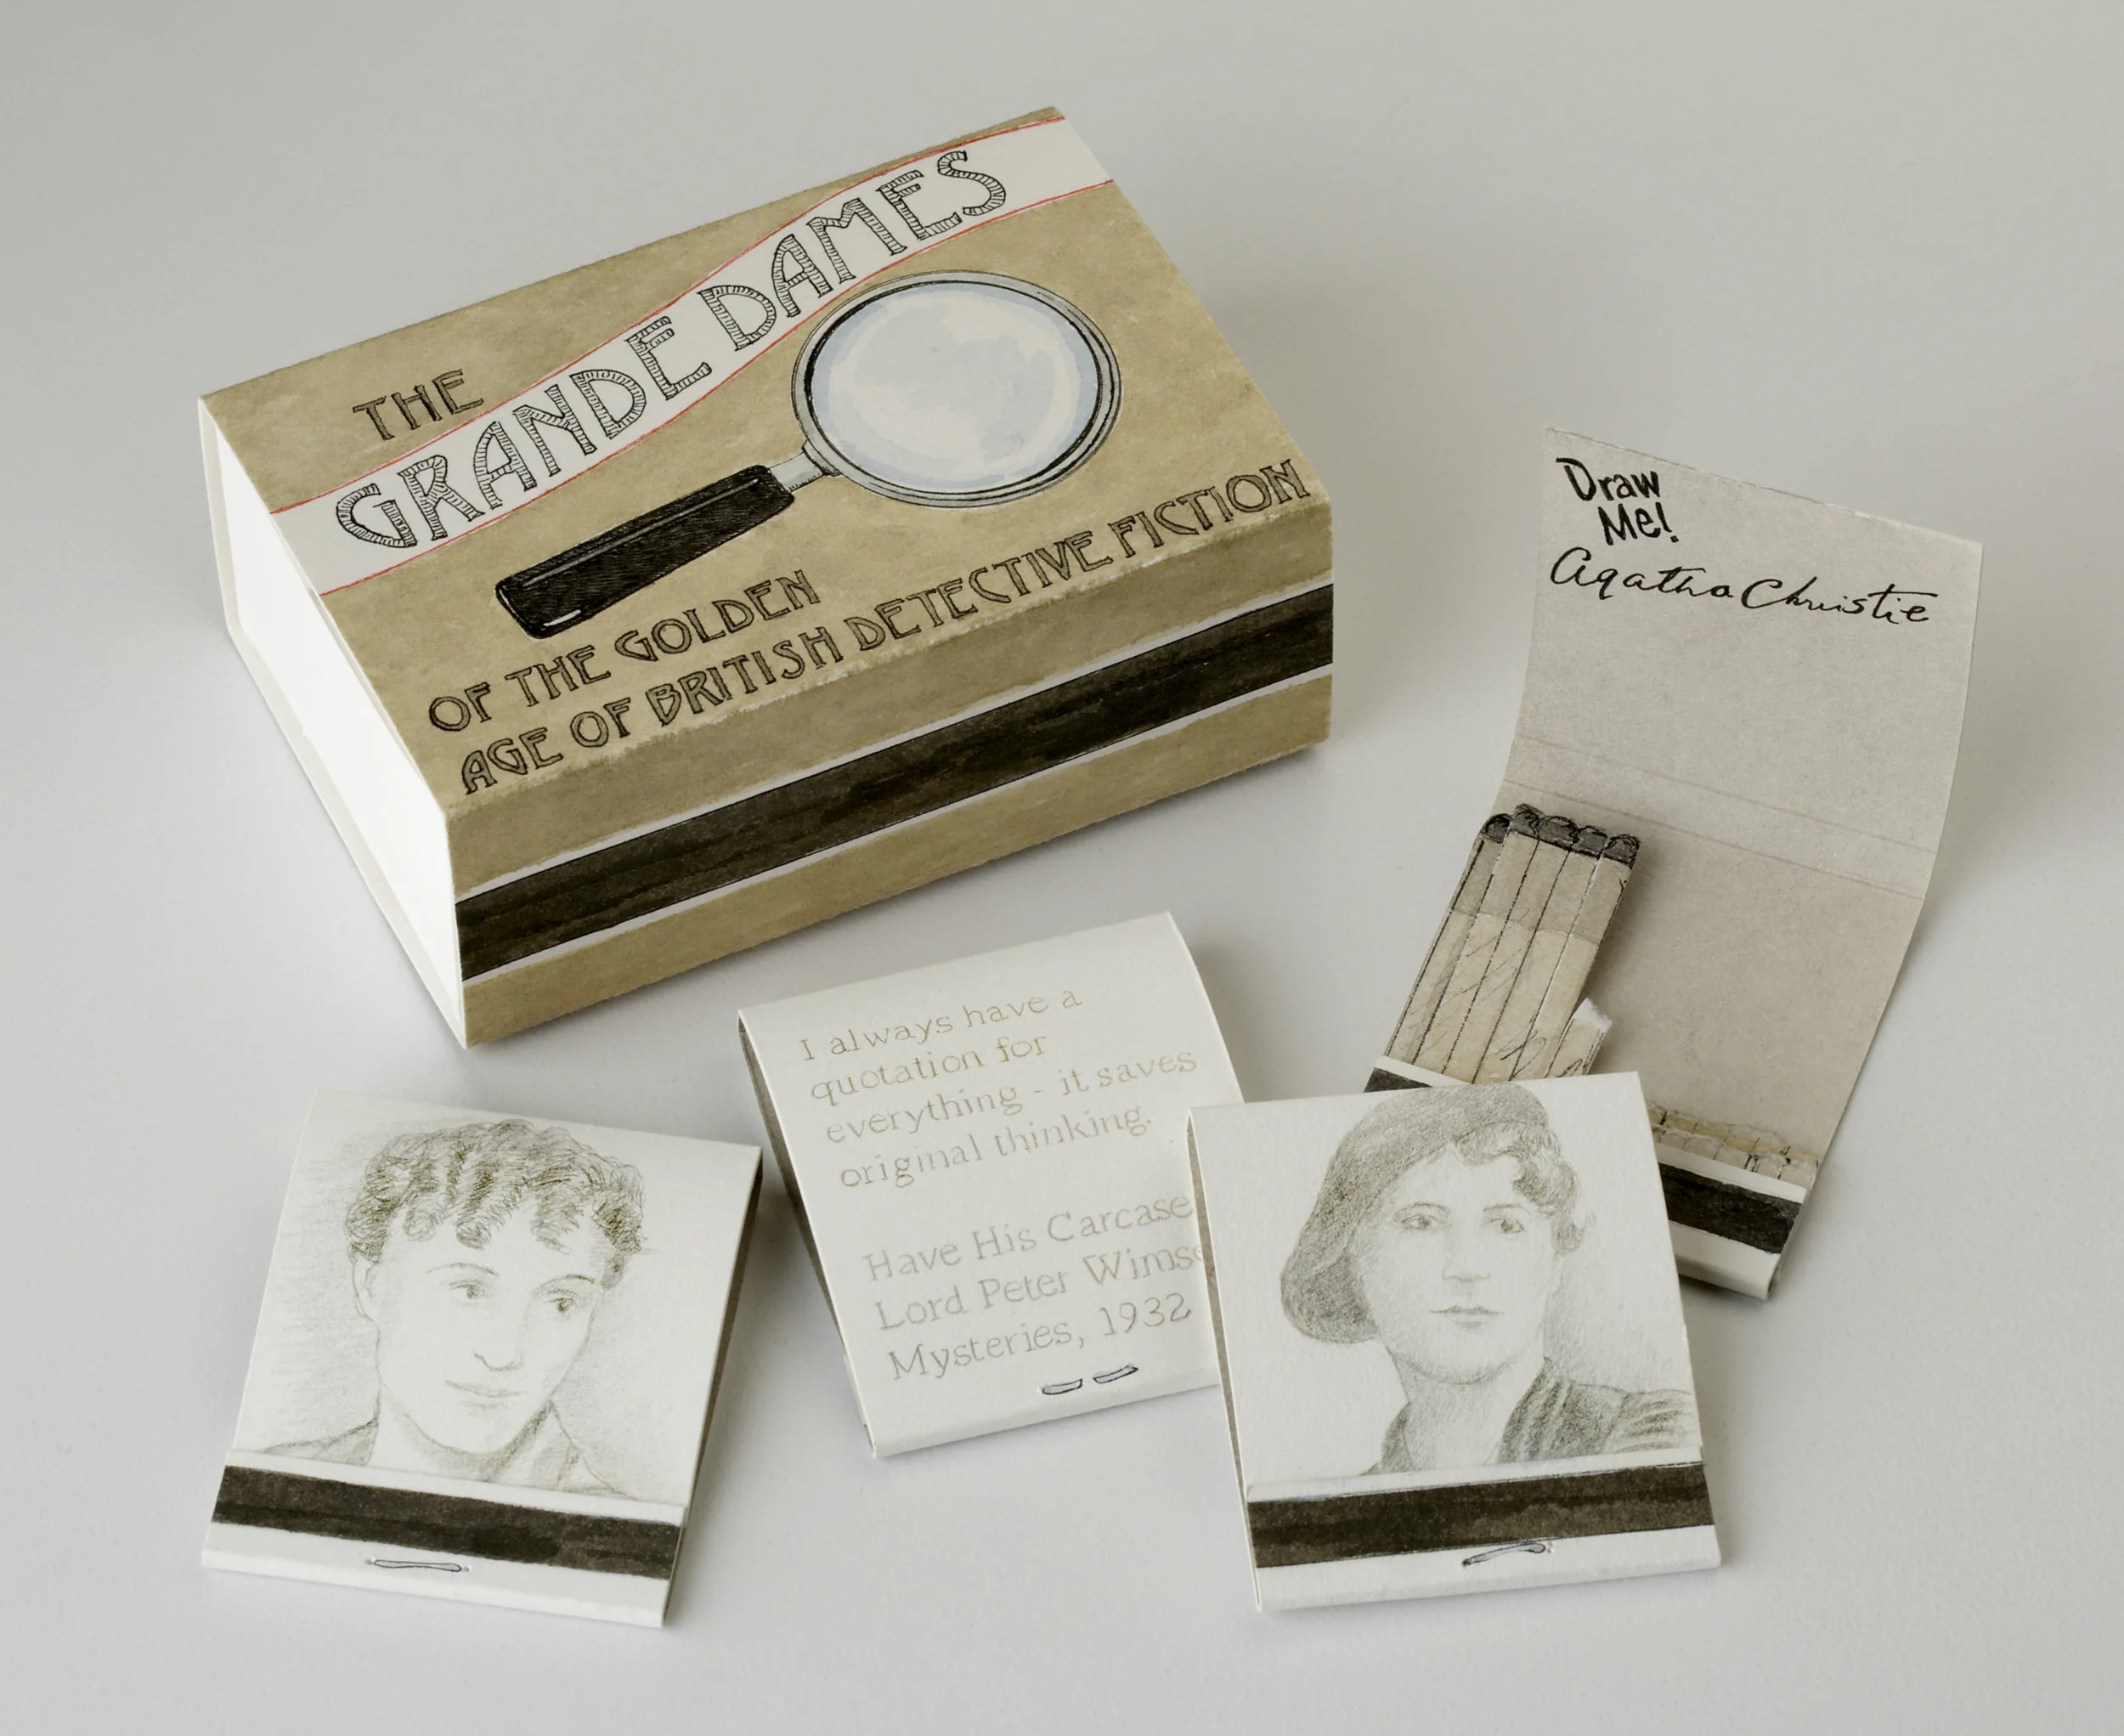 THE
GRANDE DAMES
OF THE GOLDEN
AGE OF BRITISH DETECTIVE FICTION
Draw
Me!
Agatha Christie
I always have a
quotation for
everything - it saves
original thinking.
Have His Carcase
Lord Peter
Mysteries, 1932